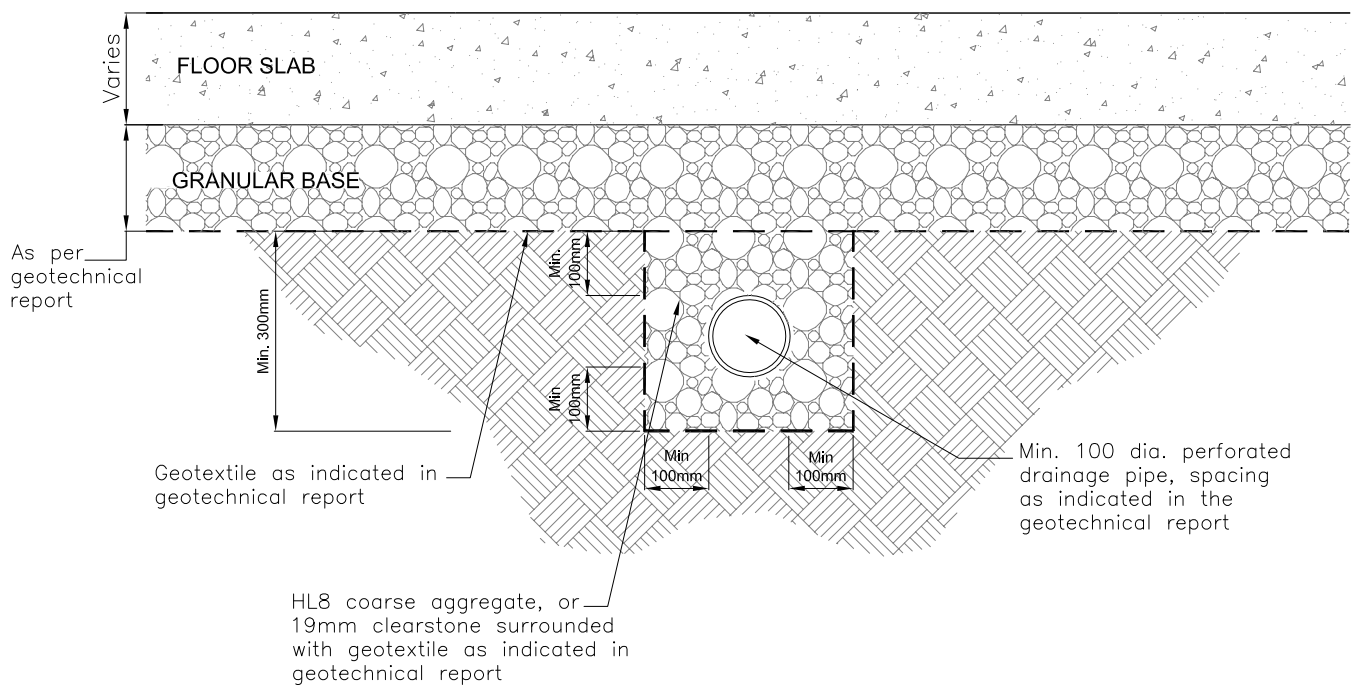 Varies
FLOOR SLAB
GRANULAR BASE
As per
geotechnical
report
Min. 300mm
Min.
100mm
Min
100mm
Min
100mm
Min
100mm
Geotextile as indicated in
geotechnical report
Min. 100 dia. perforated
drainage pipe, spacing
as indicated in the
geotechnical report
HL8 coarse aggregate, or
19mm clearstone surrounded
with geotextile as indicated in
geotechnical report